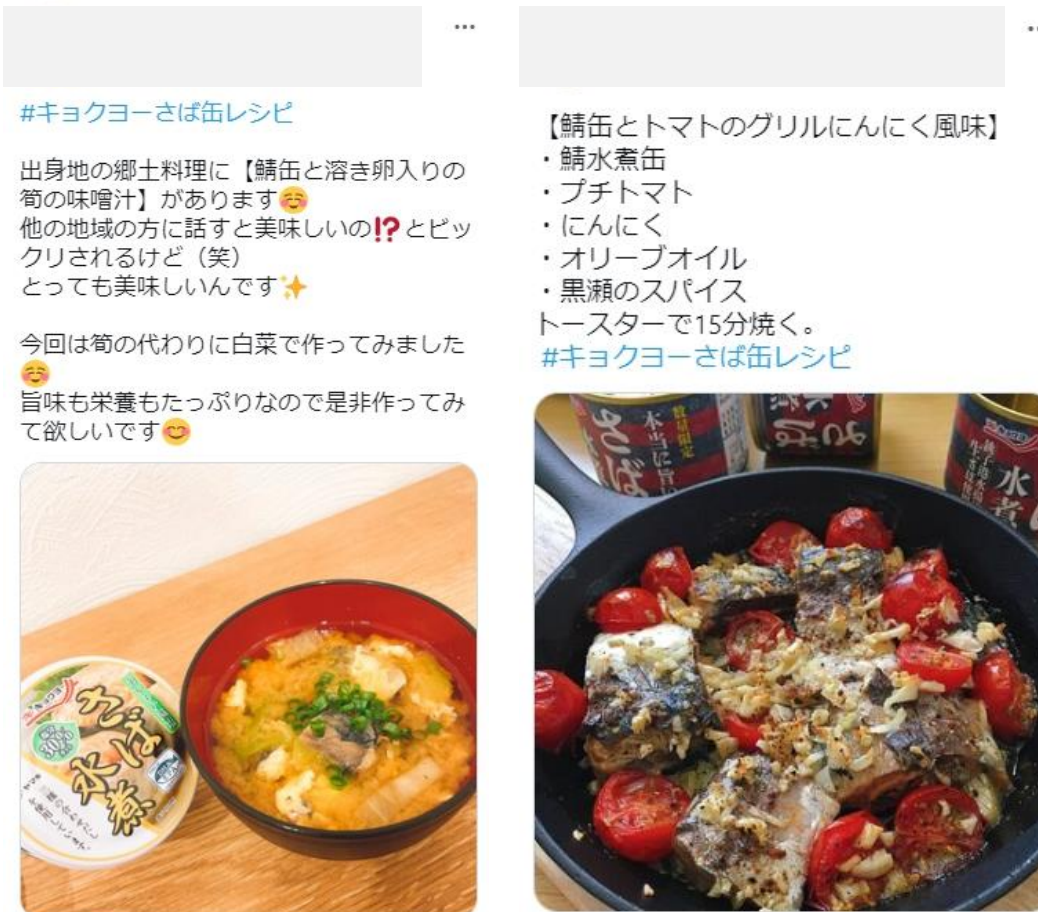 #キョクヨーさば缶レシピ
出身地の郷土料理に【鯖缶と溶き卵入りの
筍の味噌汁】があります😊
他の地域の方に話すと美味しいの⁉️とビッ
クリされるけど（笑）
とっても美味しいんです✨
今回は筍の代わりに白菜で作ってみました
😊
旨味も栄養もたっぷりなので是非作ってみ
て欲しいです😊
さば
水煮
【鯖缶とトマトのグリルにんにく風味】
・鯖水煮缶
・プチトマト
・にんにく
・オリーブオイル
・黒瀬のスパイス
トースターで15分焼く。
#キョクヨーさば缶レシピ
数量限定
本当に旨い
さば
水煮